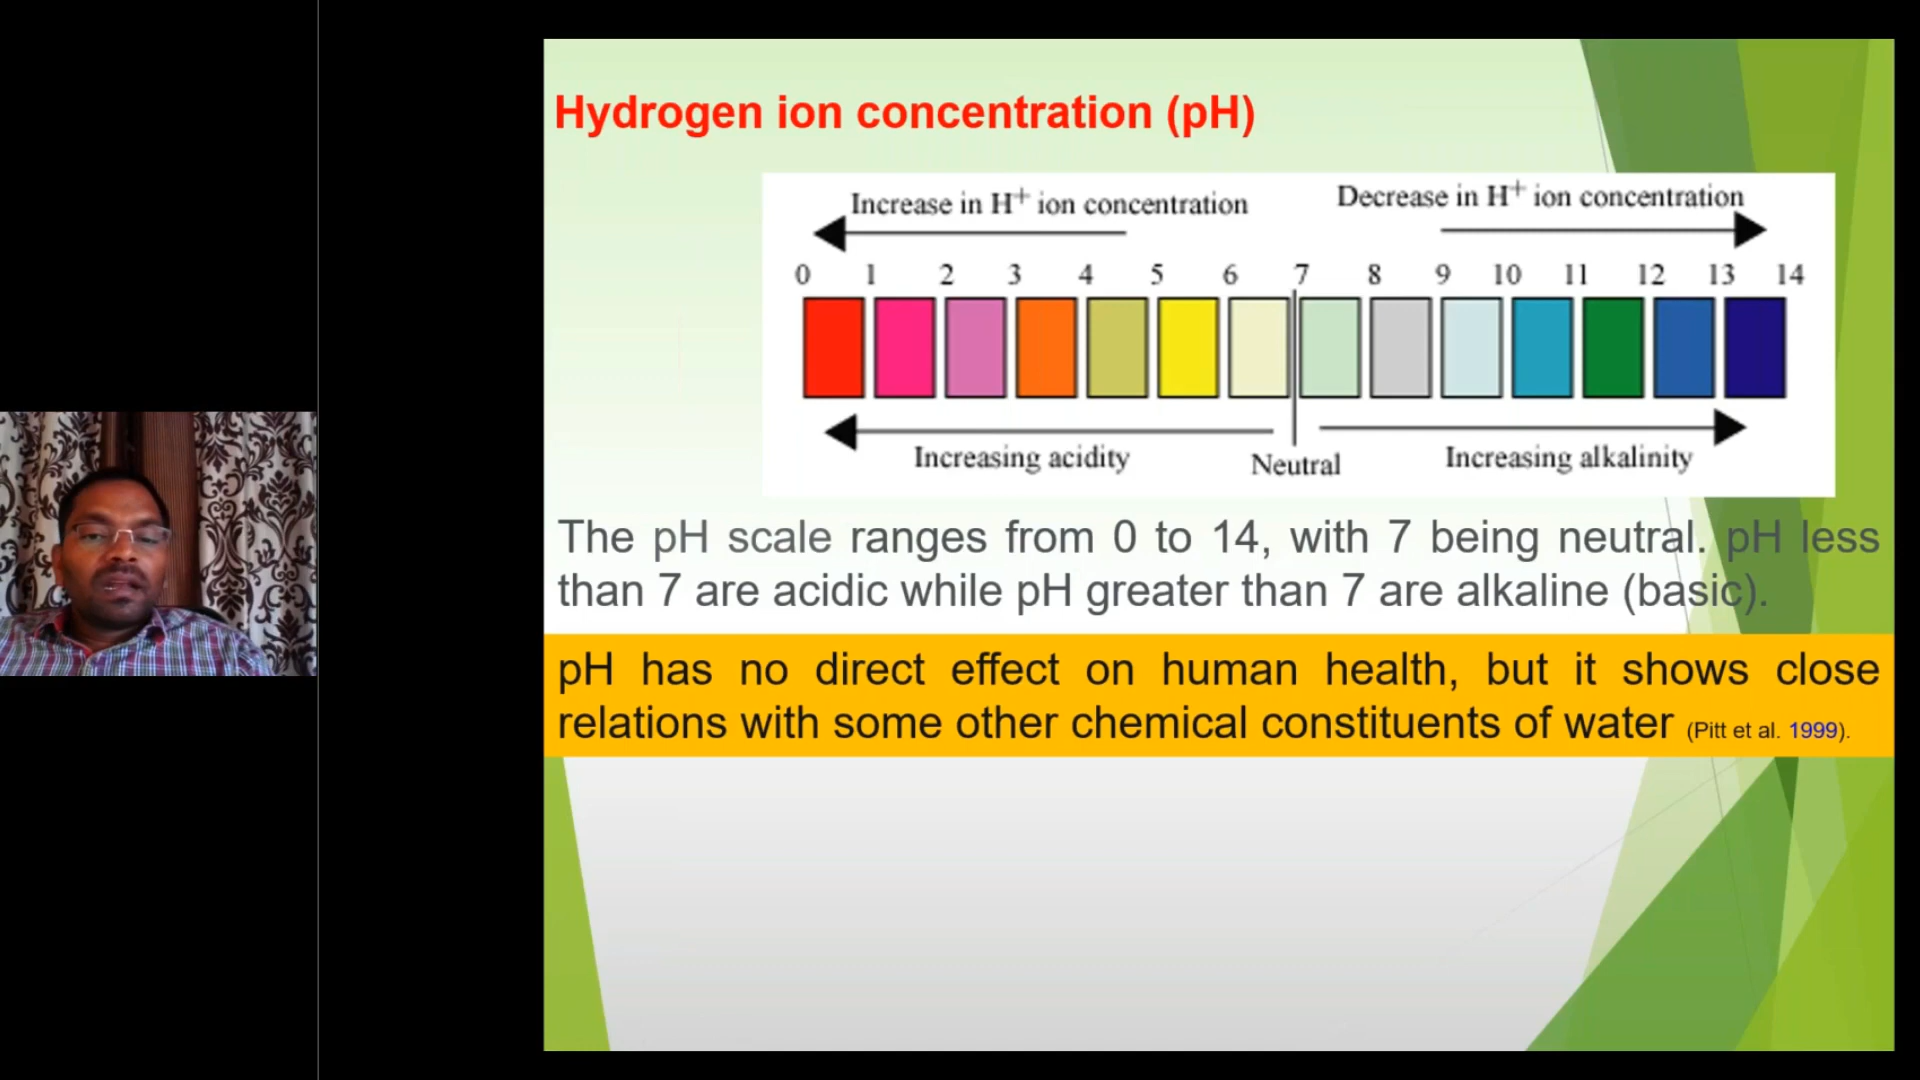 Hydrogen ion concentration (pH)
Increase in H⁺ ion concentration
Decrease in H⁺ ion concentration
0 1 2 3 4 5 6 7 8 9 10 11 12 13 14
Increasing acidity
Neutral
Increasing alkalinity
The pH scale ranges from 0 to 14, with 7 being neutral. pH less
than 7 are acidic while pH greater than 7 are alkaline (basic).
pH has no direct effect on human health, but it shows close
relations with some other chemical constituents of water (Pitt et al. 1999).